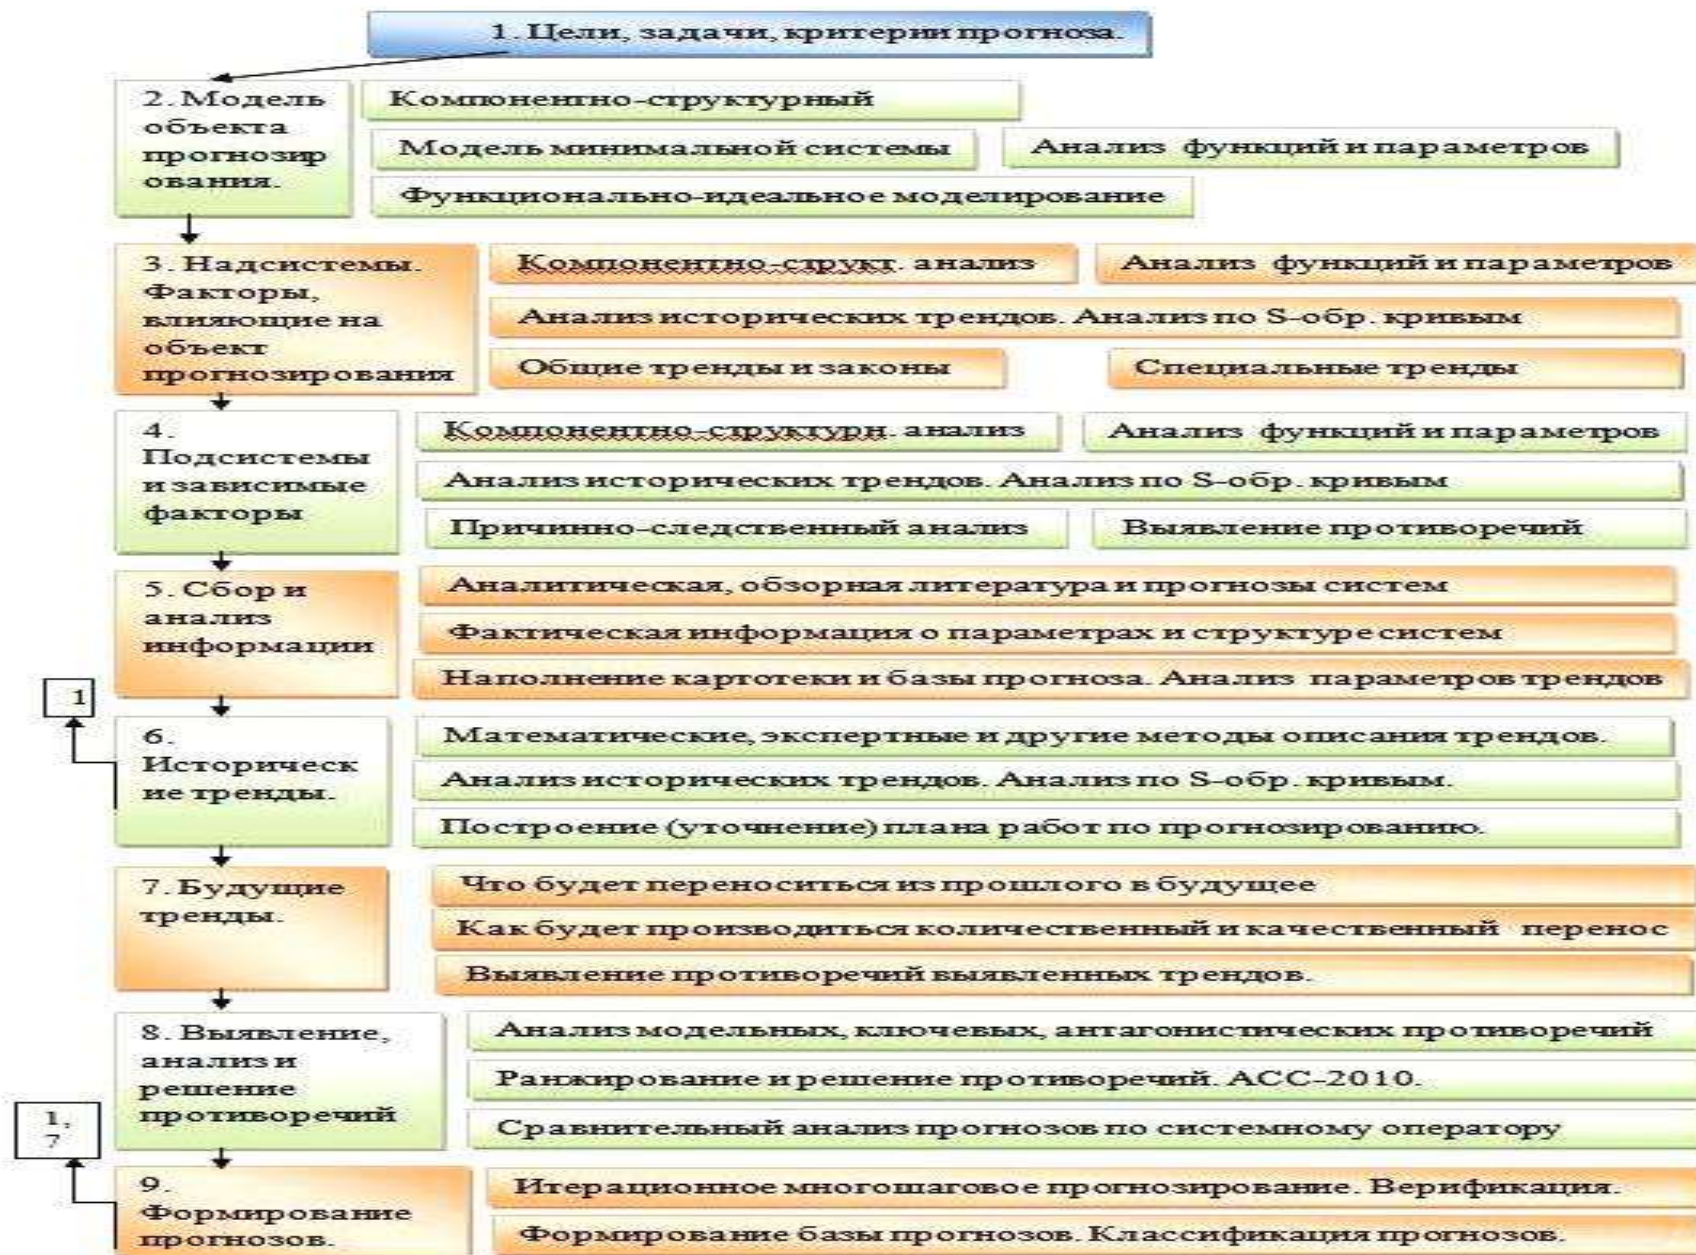 1. Цели, задачи, критерии прогноза.
2. Модель
объекта
прогнозир
ования.
Компонентно-структурный
Модель минимальной системы
Анализ функций и параметров
Функционально-идеальное моделирование
3. Надсистемы.
Факторы,
влияющие на
объект
прогнозирования
Компонентно-структ. анализ
Анализ функций и параметров
Анализ исторических трендов. Анализ по S-обр. кривым
Общие тренды и законы
Специальные тренды
4.
Подсистемы
и зависимые
факторы
Компонентно-структурн. анализ
Анализ функций и параметров
Анализ исторических трендов. Анализ по S-обр. кривым
Причинно-следственный анализ
Выявление противоречий
5. Сбор и
анализ
информации
Аналитическая, обзорная литература и прогнозы систем
Фактическая информация о параметрах и структуре систем
Наполнение картотеки и базы прогноза. Анализ параметров трендов
1
6.
Историческ
ие тренды.
Математические, экспертные и другие методы описания трендов.
Анализ исторических трендов. Анализ по S-обр. кривым.
Построение (уточнение) плана работ по прогнозированию.
7. Будущие
тренды.
Что будет переноситься из прошлого в будущее
Как будет производиться количественный и качественный перенос
Выявление противоречий выявленных трендов.
8. Выявление,
анализ и
решение
противоречий
Анализ модельных, ключевых, антагонистических противоречий
Ранжирование и решение противоречий. АСС-2010.
Сравнительный анализ прогнозов по системному оператору
1,
7
9.
Формирование
прогнозов.
Итерационное многошаговое прогнозирование. Верификация.
Формирование базы прогнозов. Классификация прогнозов.